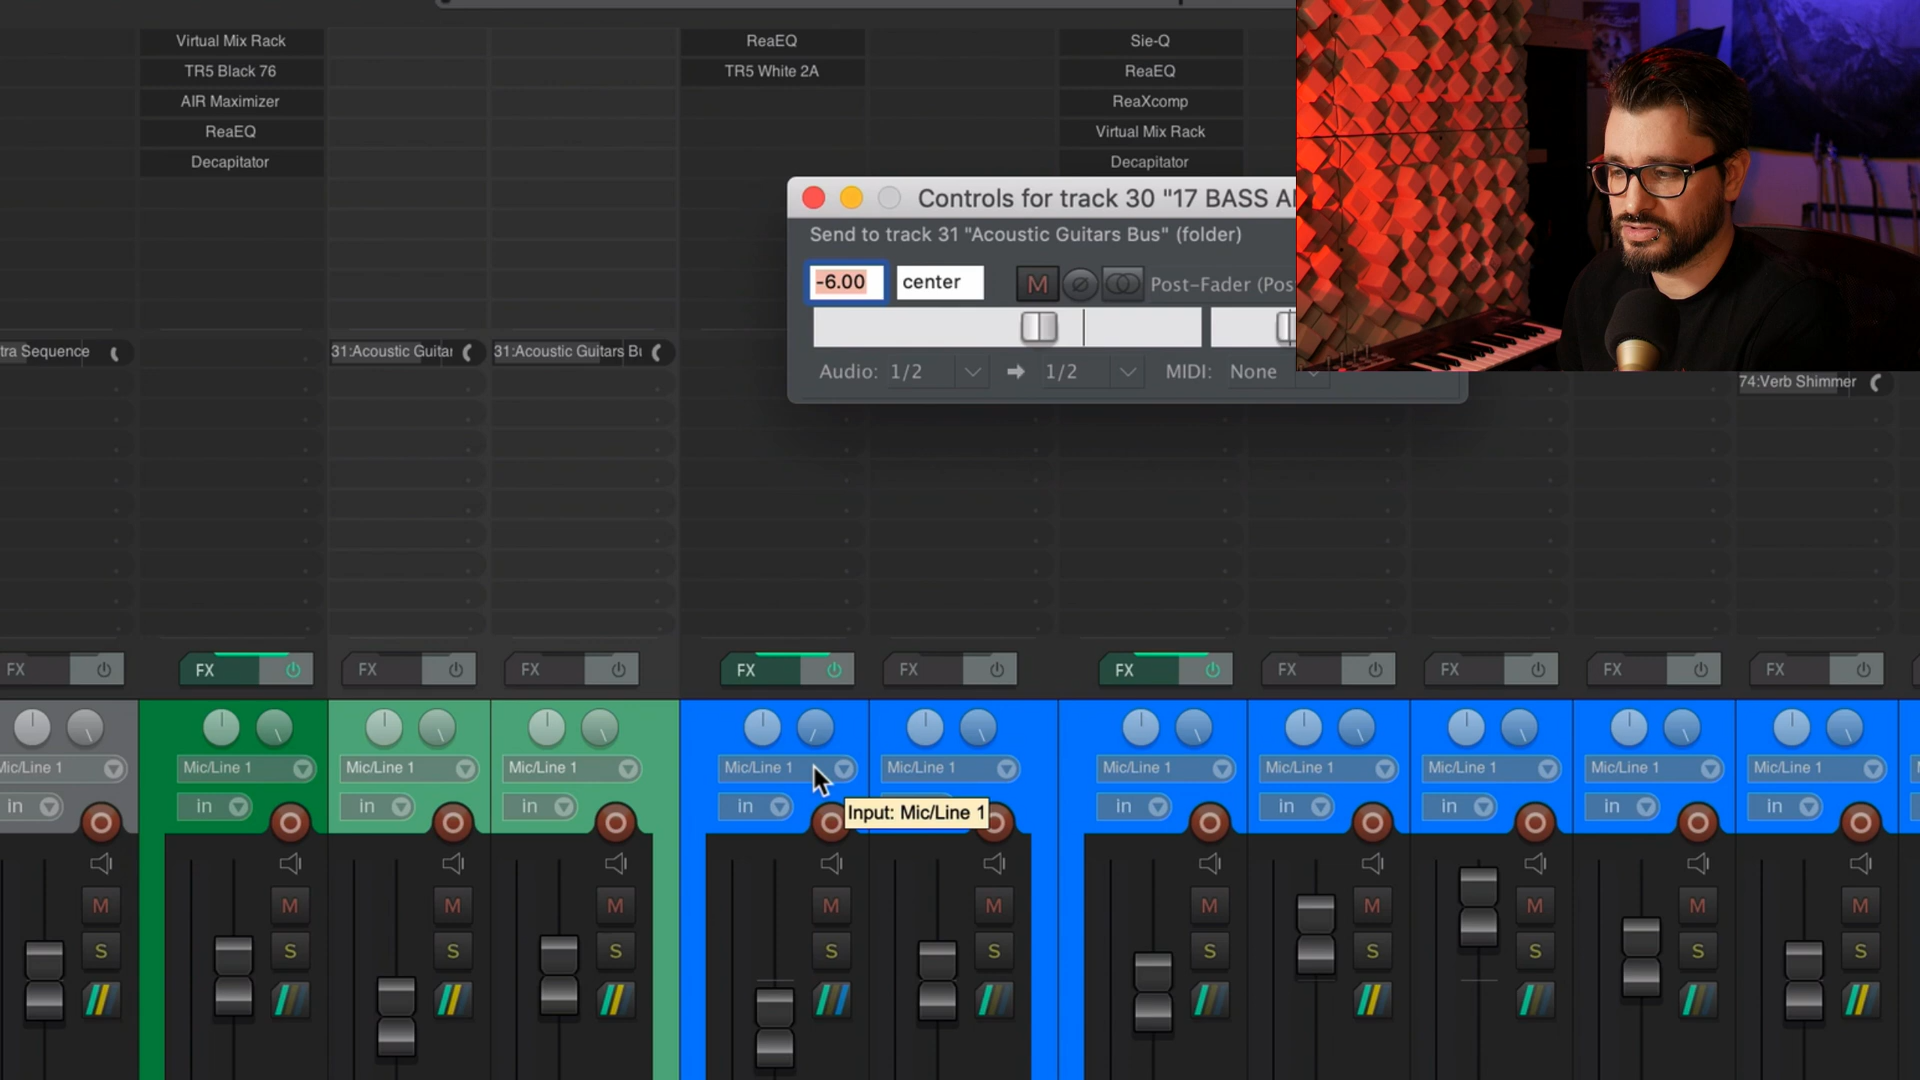 Virtual Mix Rack
TR5 Black 76
AIR Maximizer
ReaEQ
Decapitator
ReaEQ
TR5 White 2A
Sie-Q
ReaEQ
ReaXcomp
Virtual Mix Rack
Decapitator
Controls for track 30 "17 BASS
Send to track 31 "Acoustic Guitars Bus" (folder)
-6.00 center M Post-Fader (Pos
Audio: 1/2 1/2 MIDI: None
tra Sequence
31:Acoustic Guitar
31:Acoustic Guitars Bu
74:Verb Shimmer
FX FX FX FX FX FX FX FX FX FX FX
Mic/Line 1 Mic/Line 1 Mic/Line 1 Mic/Line 1 Mic/Line 1 Mic/Line 1 Mic/Line 1 Mic/Line 1 Mic/Line 1 Mic/Line 1 Mic/Line 1
in in in in in in in in in in
Input: Mic/Line 1
M M M M M M M M M M M
S S S S S S S S S S S